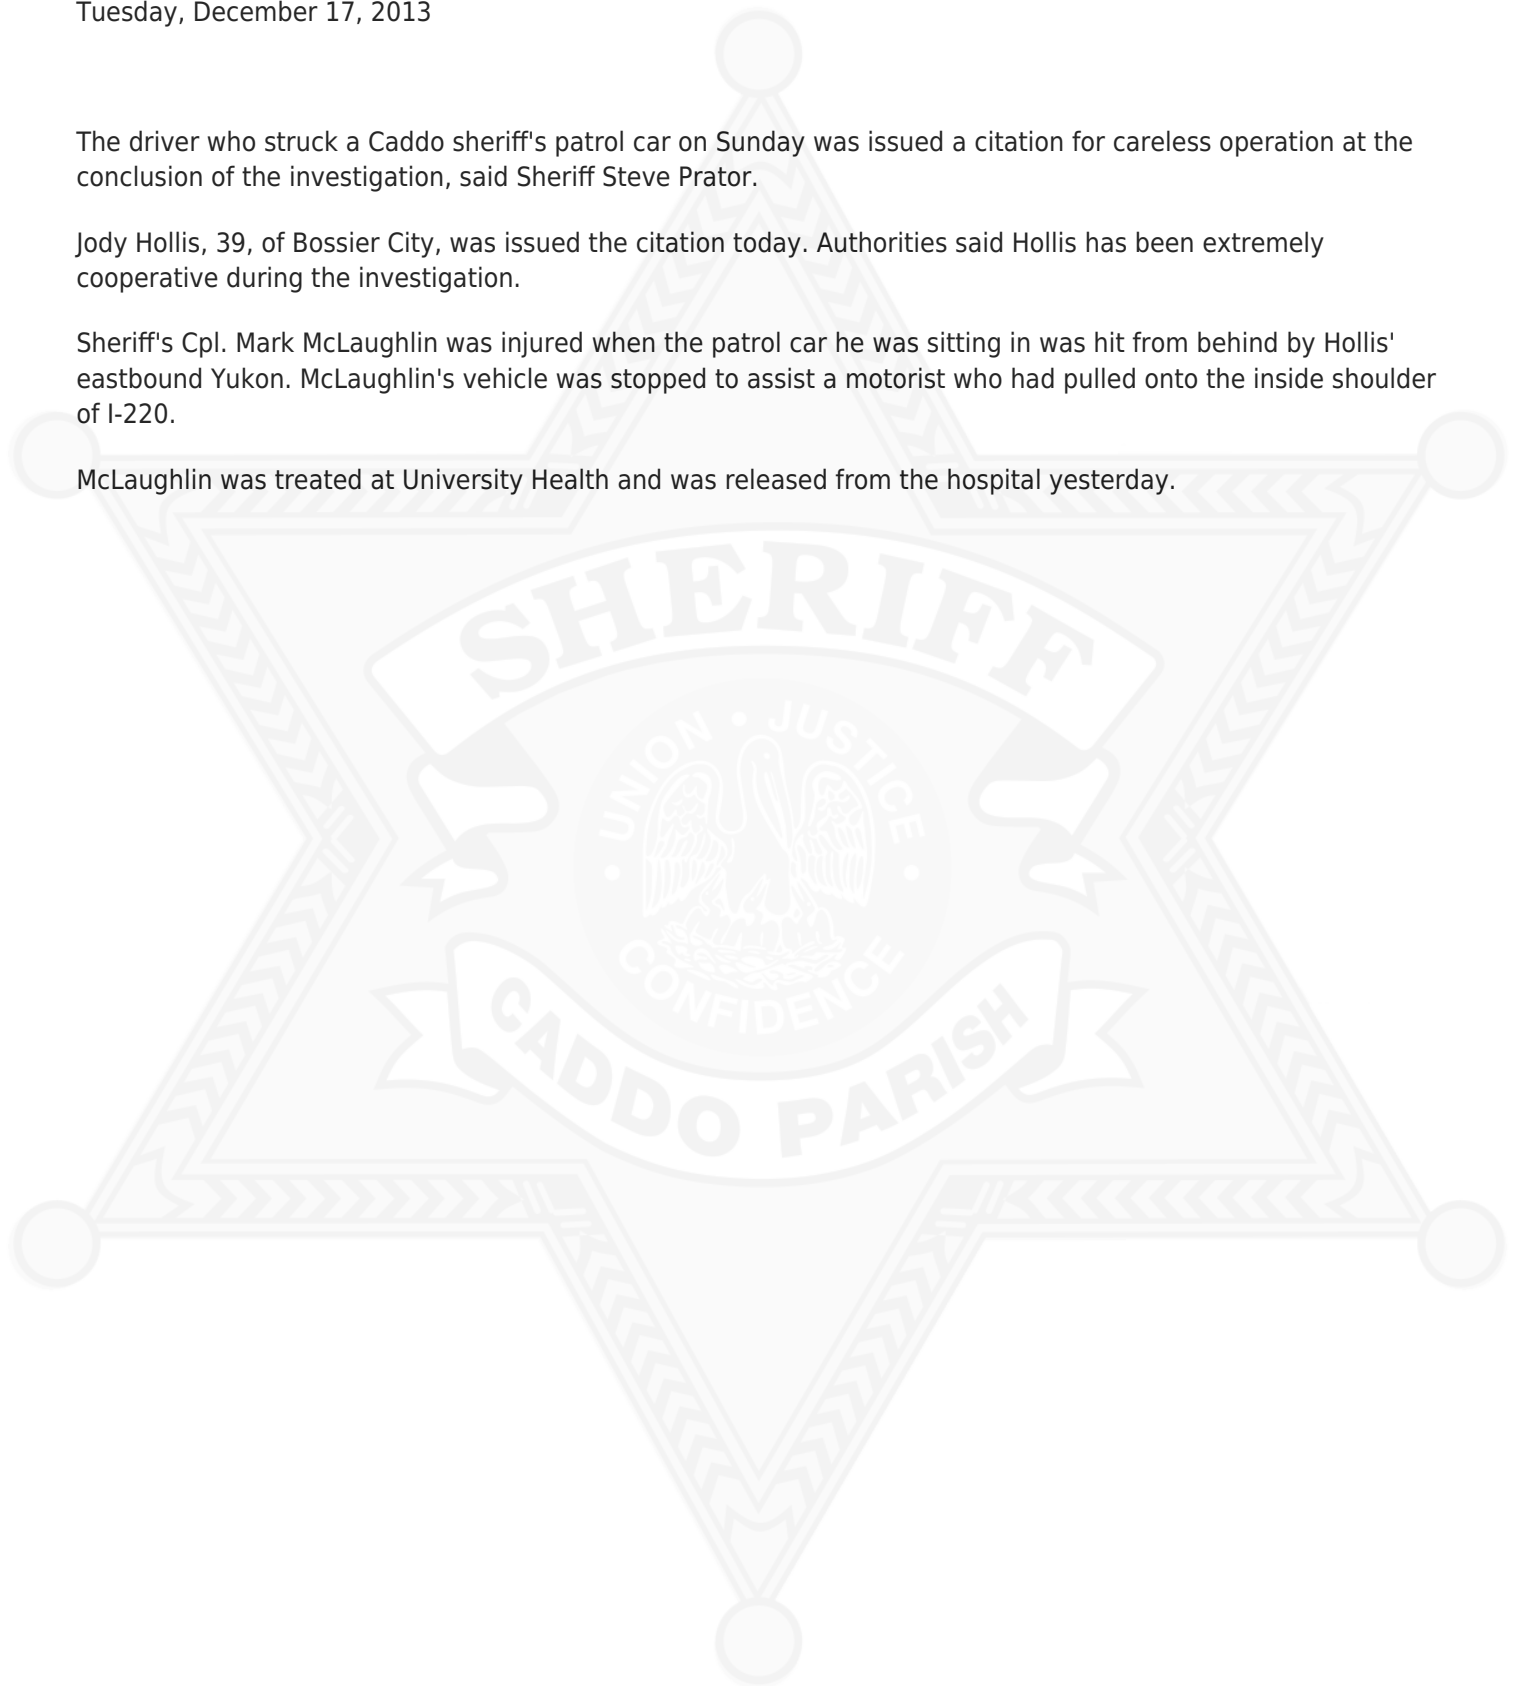 Tuesday, December 17, 2013
The driver who struck a Caddo sheriff's patrol car on Sunday was issued a citation for careless operation at the
conclusion of the investigation, said Sheriff Steve Prator.
Jody Hollis, 39, of Bossier City, was issued the citation today. Authorities said Hollis has been extremely
cooperative during the investigation.
Sheriff's Cpl. Mark McLaughlin was injured when the patrol car he was sitting in was hit from behind by Hollis'
eastbound Yukon. McLaughlin's vehicle was stopped to assist a motorist who had pulled onto the inside shoulder
of I-220.
McLaughlin was treated at University Health and was released from the hospital yesterday.
SHERIFF
UNION • JUSTICE
• CONFIDENCE •
CADDO PARISH